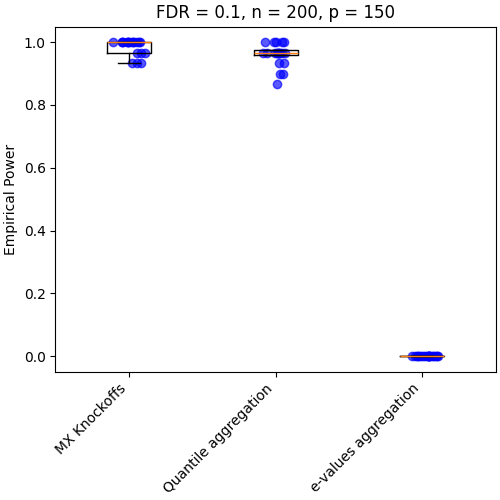 FDR = 0.1, n = 200, p = 150
Empirical Power
1.0
0.8
0.6
0.4
0.2
0.0
MX Knockoffs
Quantile aggregation
e-values aggregation